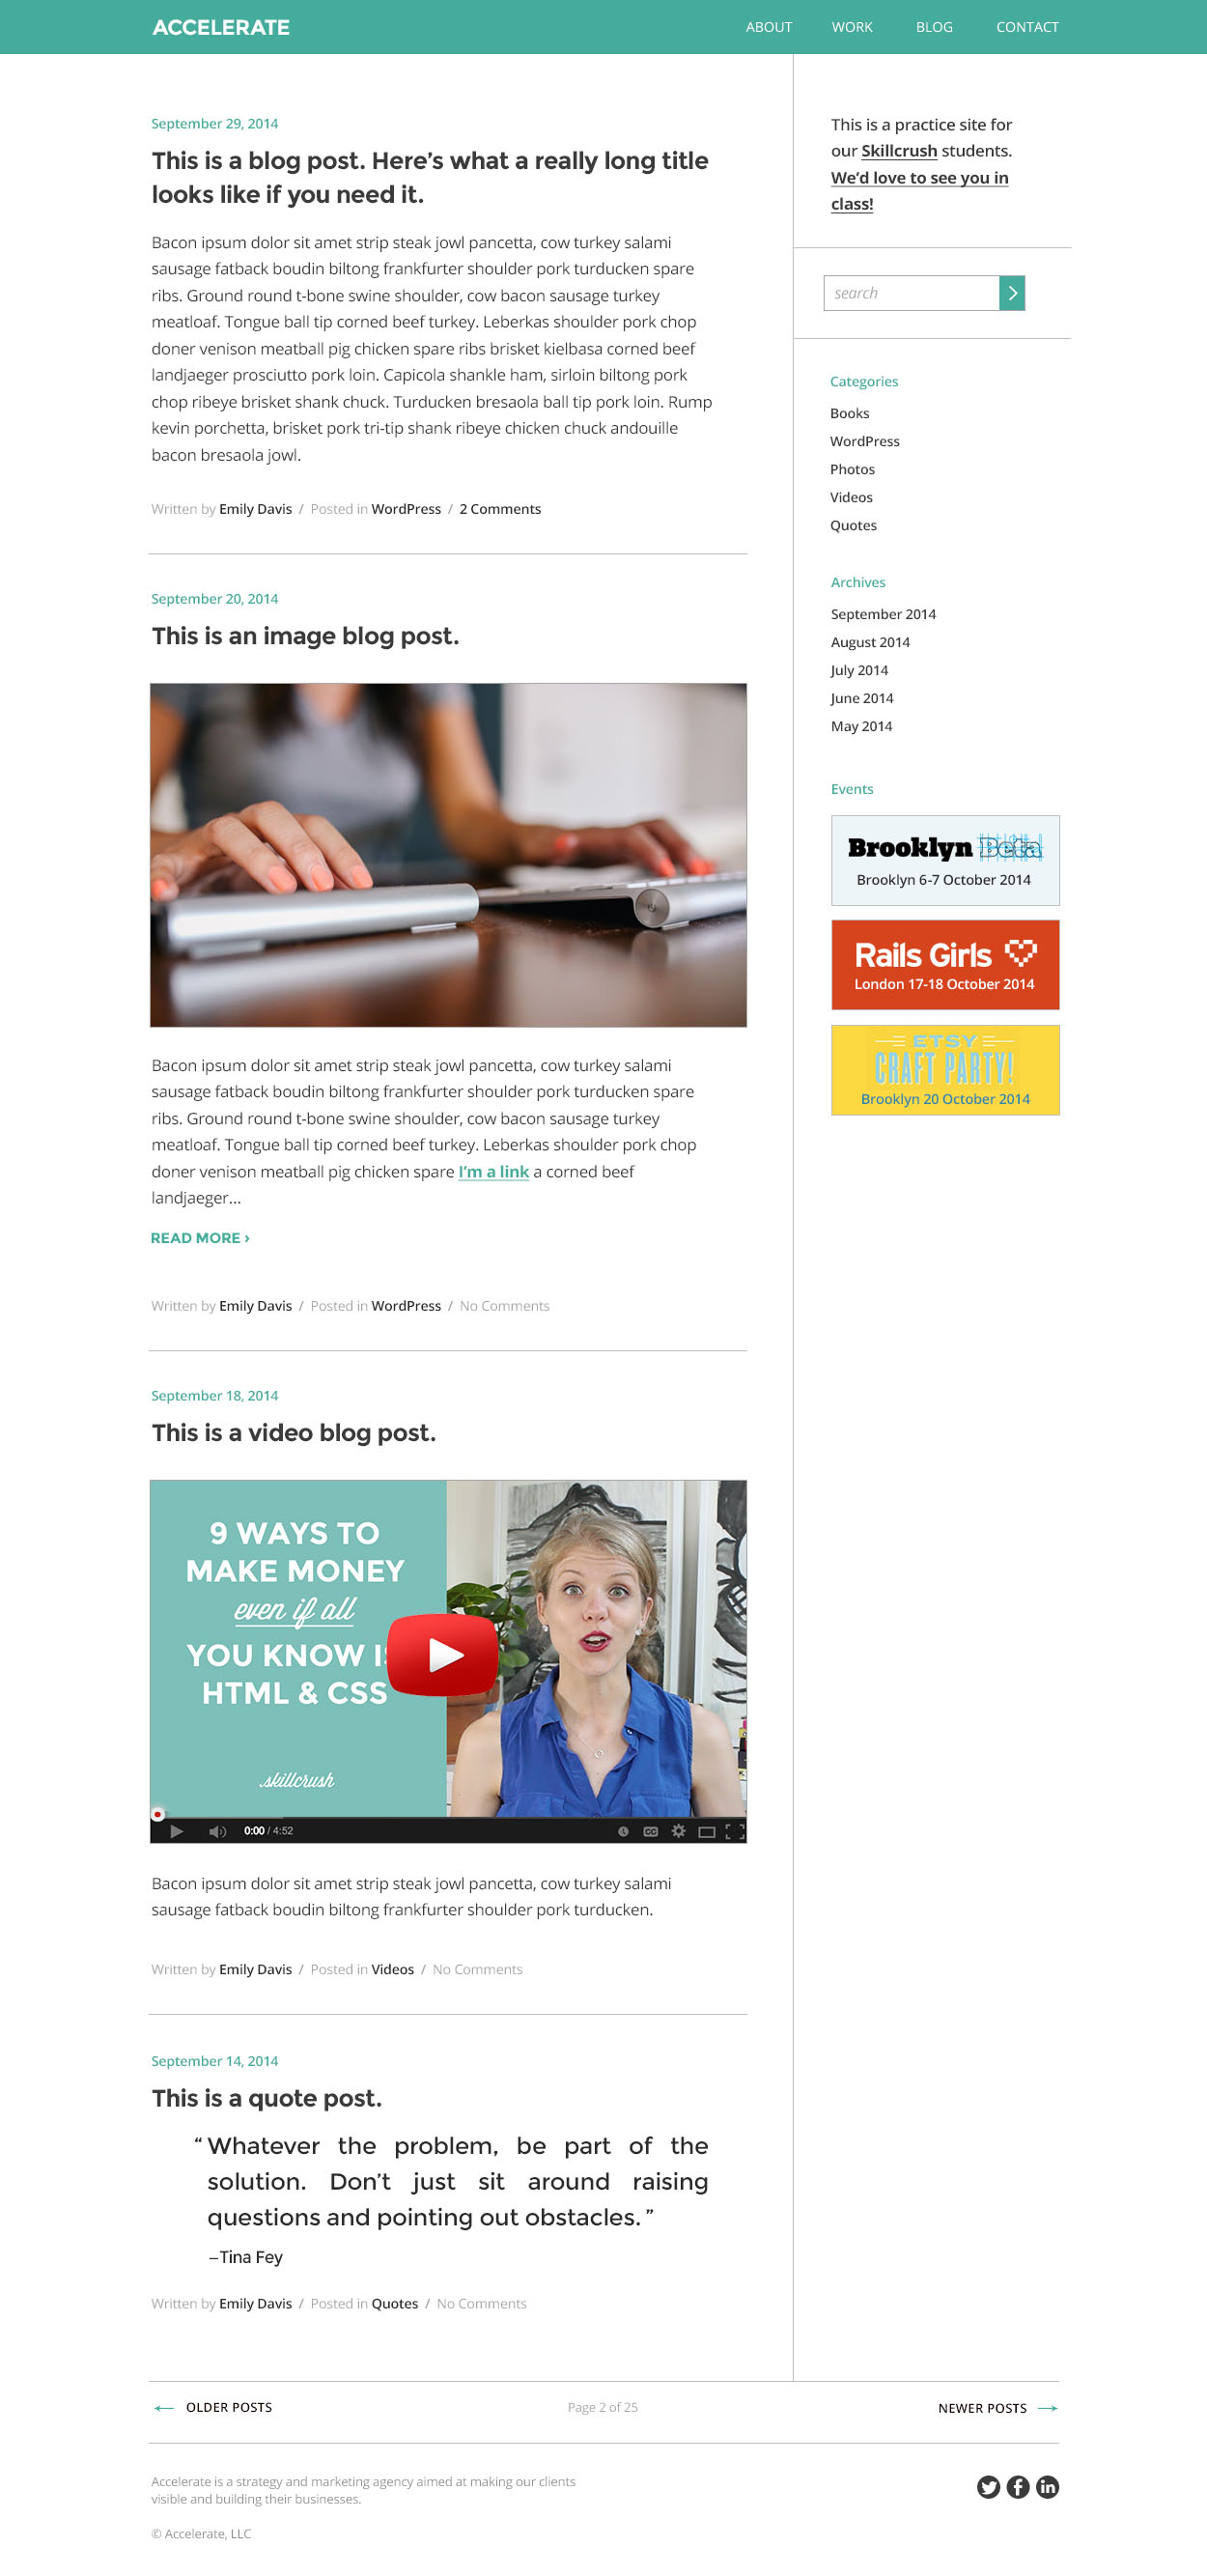 ACCELERATE
ABOUT
WORK
BLOG
CONTACT
September 29, 2014
This is a blog post. Here’s what a really long title
looks like if you need it.
Bacon ipsum dolor sit amet strip steak jowl pancetta, cow turkey salami
sausage fatback boudin biltong frankfurter shoulder pork turducken spare
ribs. Ground round t-bone swine shoulder, cow bacon sausage turkey
meatloaf. Tongue ball tip corned beef turkey. Leberkas shoulder pork chop
doner venison meatball pig chicken spare ribs brisket kielbasa corned beef
landjaeger prosciutto pork loin. Capicola shankle ham, sirloin biltong pork
chop ribeye brisket shank chuck. Turducken bresaola ball tip pork loin. Rump
kevin porchetta, brisket pork tri-tip shank ribeye chicken chuck andouille
bacon bresaola jowl.
Written by Emily Davis / Posted in WordPress / 2 Comments
September 20, 2014
This is an image blog post.
Bacon ipsum dolor sit amet strip steak jowl pancetta, cow turkey salami
sausage fatback boudin biltong frankfurter shoulder pork turducken spare
ribs. Ground round t-bone swine shoulder, cow bacon sausage turkey
meatloaf. Tongue ball tip corned beef turkey. Leberkas shoulder pork chop
doner venison meatball pig chicken spare I’m a link a corned beef
landjaeger...
READ MORE ›
Written by Emily Davis / Posted in WordPress / No Comments
September 18, 2014
This is a video blog post.
9 WAYS TO
MAKE MONEY
even if all
YOU KNOW IS
HTML & CSS
skillcrush
0:00 / 4:52
CC
Bacon ipsum dolor sit amet strip steak jowl pancetta, cow turkey salami
sausage fatback boudin biltong frankfurter shoulder pork turducken.
Written by Emily Davis / Posted in Videos / No Comments
September 14, 2014
This is a quote post.
“ Whatever the problem, be part of the
solution. Don’t just sit around raising
questions and pointing out obstacles. ”
–Tina Fey
Written by Emily Davis / Posted in Quotes / No Comments
This is a practice site for
our Skillcrush students.
We’d love to see you in
class!
search
Categories
Books
WordPress
Photos
Videos
Quotes
Archives
September 2014
August 2014
July 2014
June 2014
May 2014
Events
Brooklyn Beta
Brooklyn 6-7 October 2014
Rails Girls
London 17-18 October 2014
ETSY
CRAFT PARTY!
Brooklyn 20 October 2014
← OLDER POSTS
Page 2 of 25
NEWER POSTS →
Accelerate is a strategy and marketing agency aimed at making our clients
visible and building their businesses.
© Accelerate, LLC